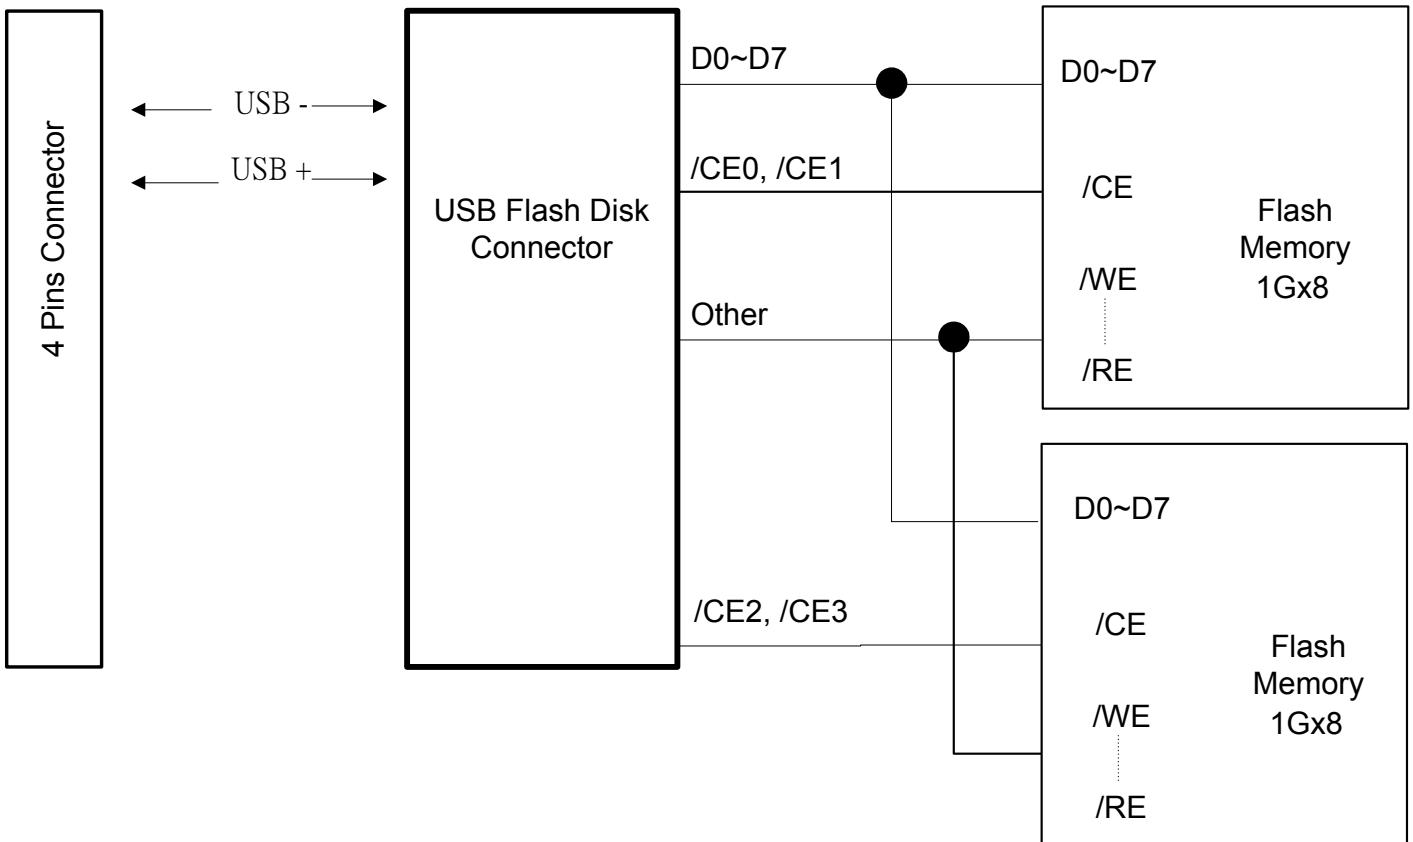 4 Pins Connector
USB -
USB +
USB Flash Disk
Connector
D0~D7
/CE0, /CE1
Other
/CE2, /CE3
D0~D7
/CE
/WE
/RE
Flash
Memory
1Gx8
D0~D7
/CE
/WE
/RE
Flash
Memory
1Gx8